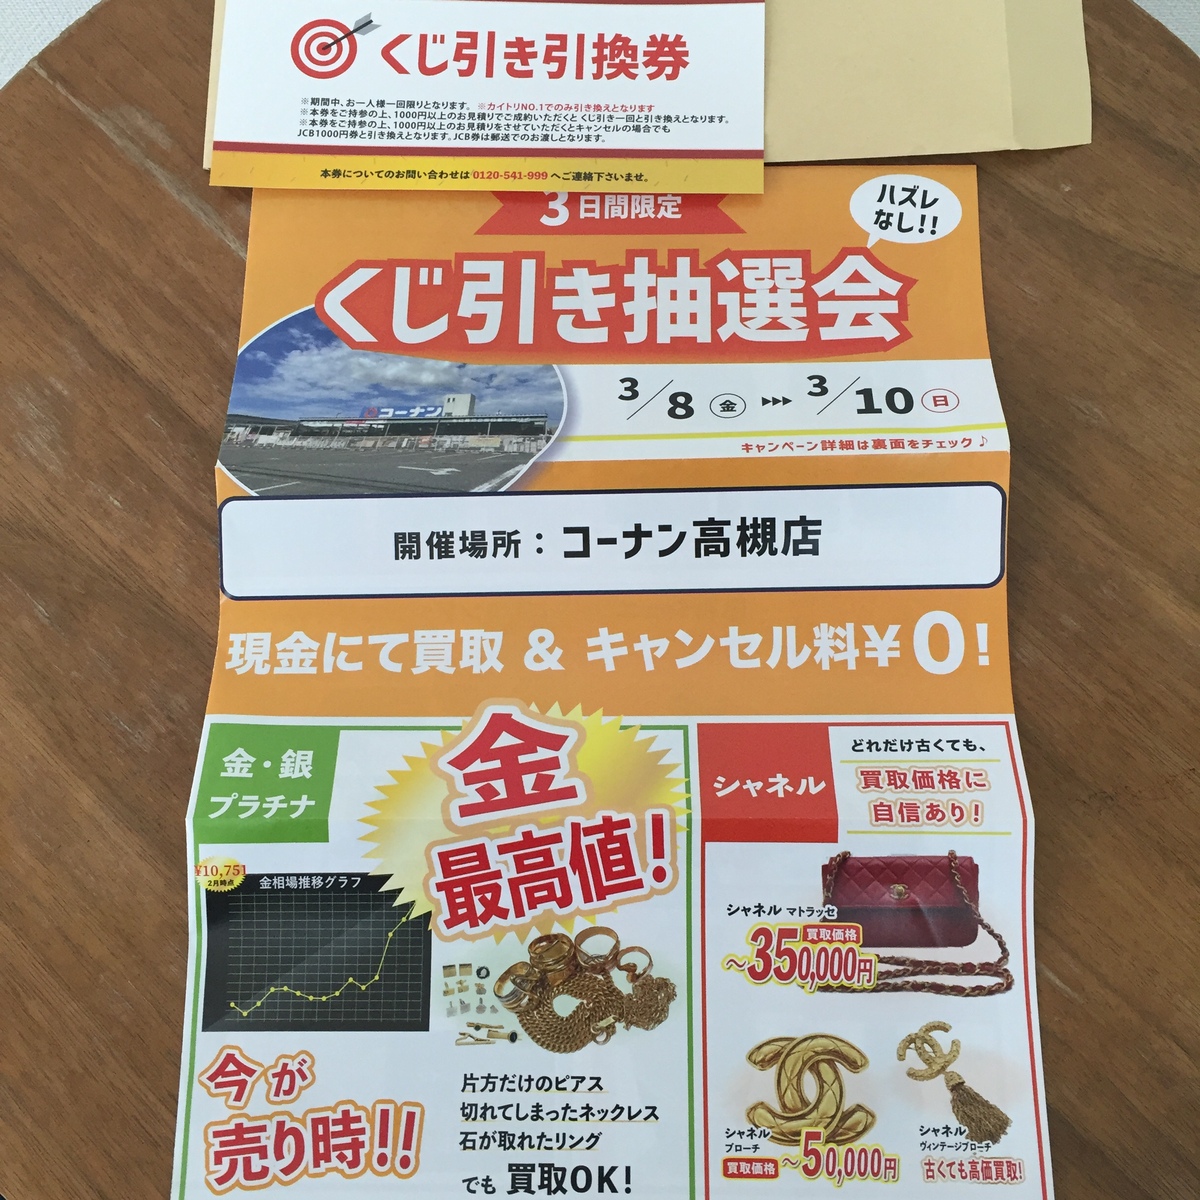 くじ引き引換券
※期間中、お一人様一回限りとなります。 ※カイトリNO.1でのみ引き換えとなります
※本券をご持参の上、1000円以上のお見積りでご成約いただくと くじ引き一回と引き換えとなります。
※本券をご持参の上、1000円以上のお見積りをさせていただくとキャンセルの場合でも
JCB1000円券と引き換えとなります。JCB券は郵送でのお渡しとなります。
本券についてのお問い合わせは 0120-541-999 へご連絡下さいませ。
3日間限定
ハズレ
なし!!
くじ引き抽選会
コーナン
3/8 金 ▸▸▸ 3/10 日
キャンペーン詳細は裏面をチェック♪
開催場所：コーナン高槻店
現金にて買取 & キャンセル料¥0!
金・銀
プラチナ
金
最高値!
¥10,751
2月時点
金相場推移グラフ
今が
売り時!!
片方だけのピアス
切れてしまったネックレス
石が取れたリング
でも 買取OK!
シャネル
どれだけ古くても、
買取価格に
自信あり!
シャネル マトラッセ
買取価格
～350,000円
シャネル
ブローチ
買取価格 ～50,000円
シャネル
ヴィンテージブローチ
古くても高価買取!